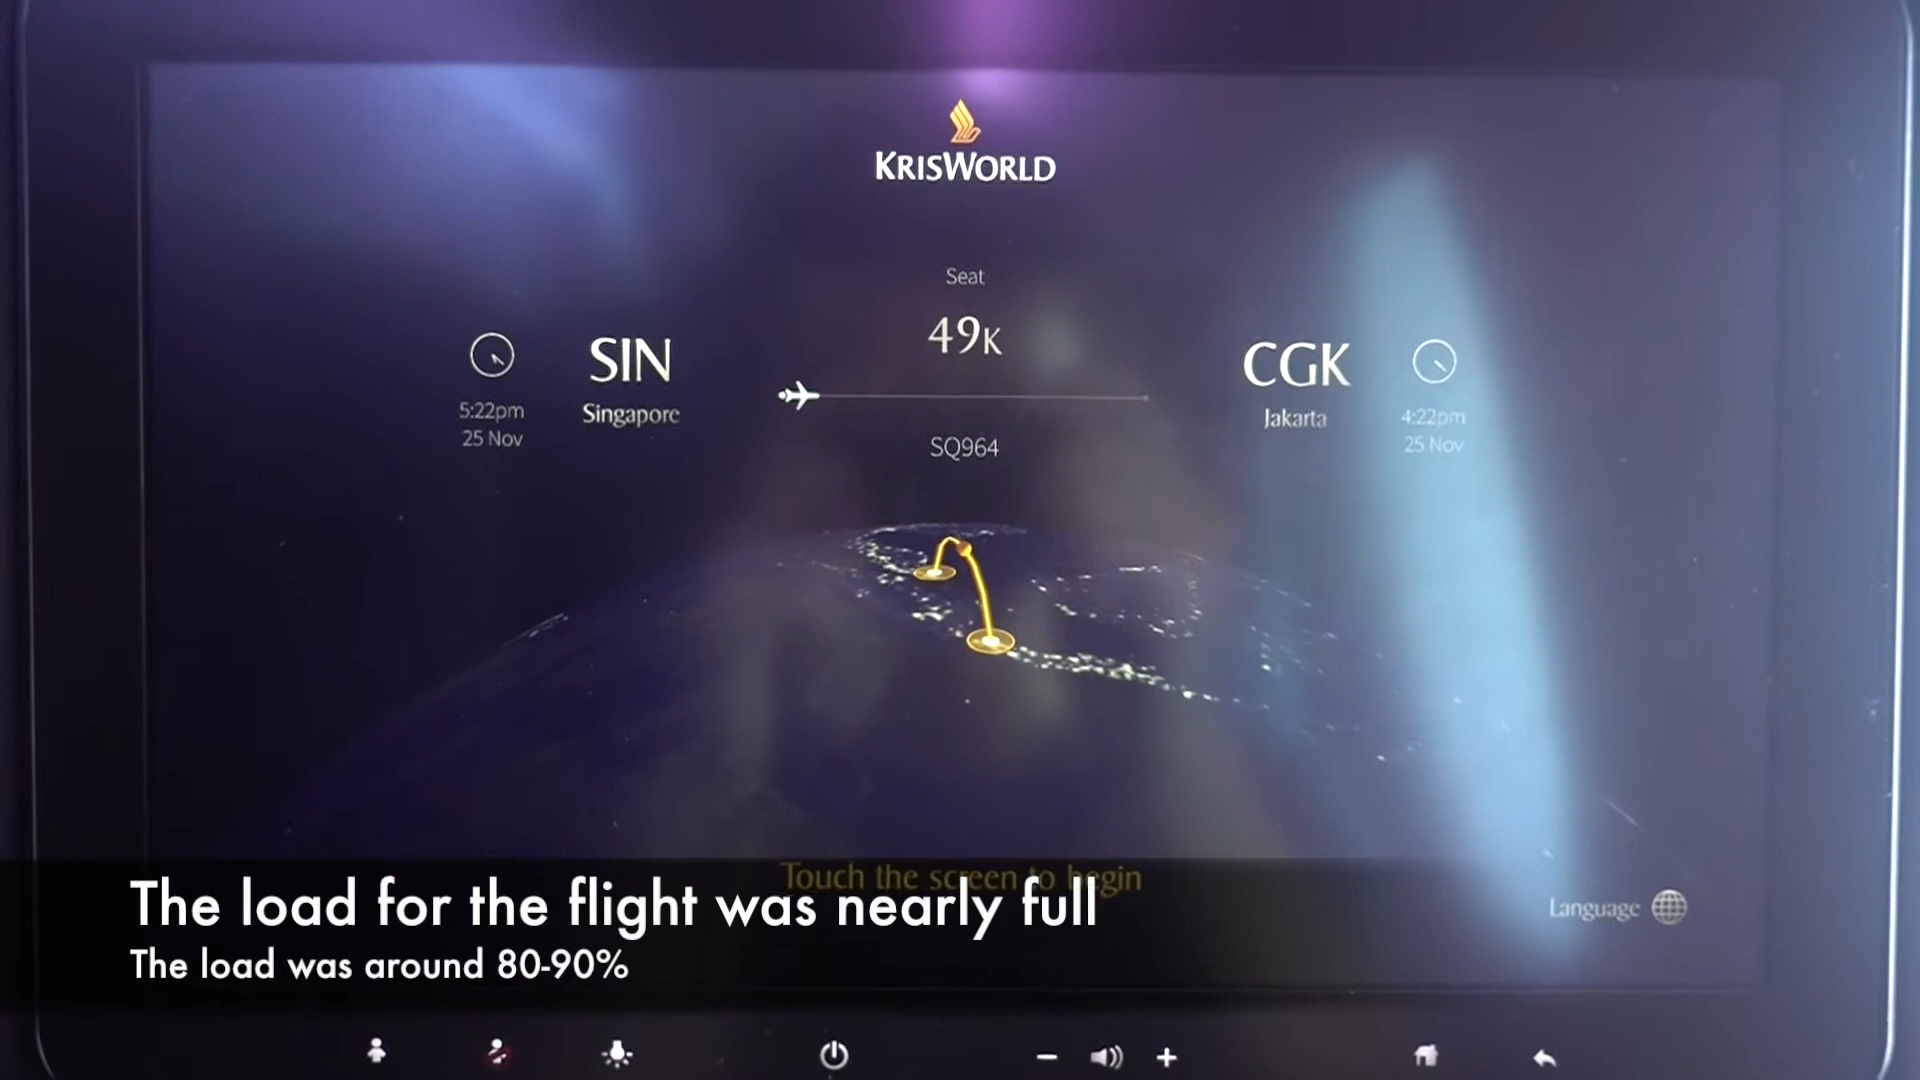 KRISWORLD
Seat
49K
SIN
Singapore
5:22pm
25 Nov
SQ964
CGK
Jakarta
4:22pm
25 Nov
Touch the screen to begin
Language
The load for the flight was nearly full
The load was around 80-90%